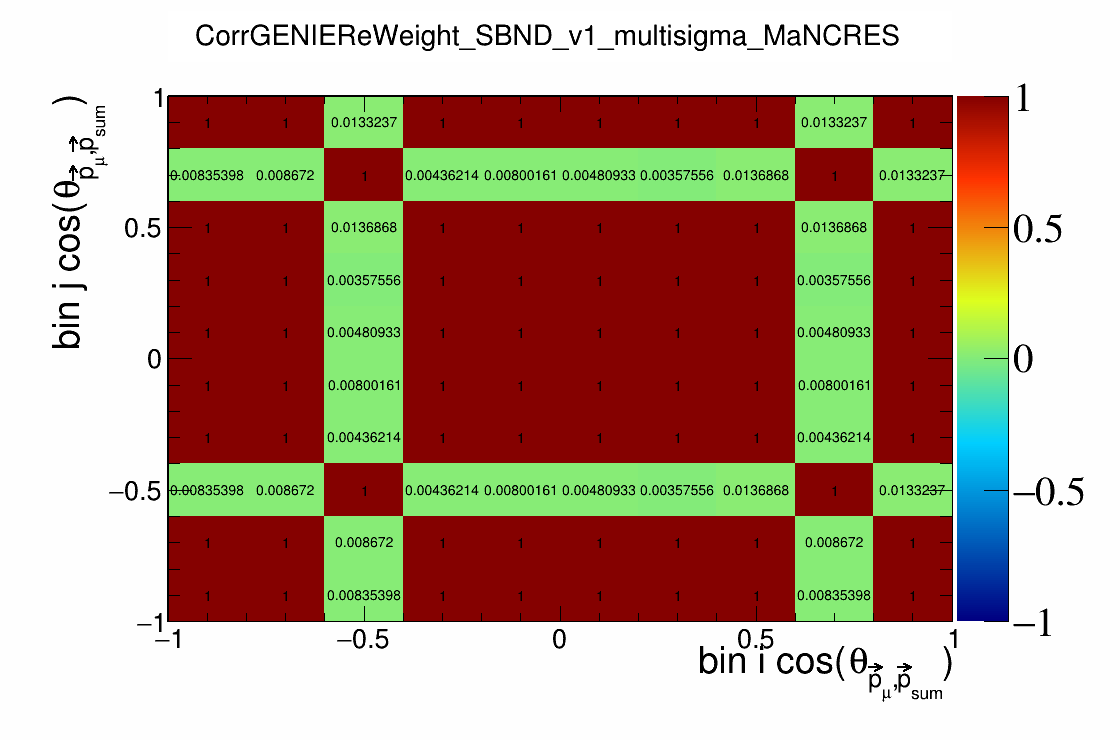 CorrGENIEReWeight_SBND_v1_multisigma_MaNCRES
bin j cos(θ p⃗μ,p⃗sum)
1
0.5
0
−0.5
−1
1 1 0.0133237 1 1 1 1 1 0.0133237 1
0.00835398 0.008672 1 0.00436214 0.00800161 0.00480933 0.00357556 0.0136868 1 0.0133237
1 1 0.0136868 1 1 1 1 1 0.0136868 1
1 1 0.00357556 1 1 1 1 1 0.00357556 1
1 1 0.00480933 1 1 1 1 1 0.00480933 1
1 1 0.00800161 1 1 1 1 1 0.00800161 1
1 1 0.00436214 1 1 1 1 1 0.00436214 1
0.00835398 0.008672 1 0.00436214 0.00800161 0.00480933 0.00357556 0.0136868 1 0.0133237
1 1 0.008672 1 1 1 1 1 0.008672 1
1 1 0.00835398 1 1 1 1 1 0.00835398 1
−1 −0.5 0 0.5 1
bin i cos(θ p⃗μ,p⃗sum)
1
0.5
0
−0.5
−1